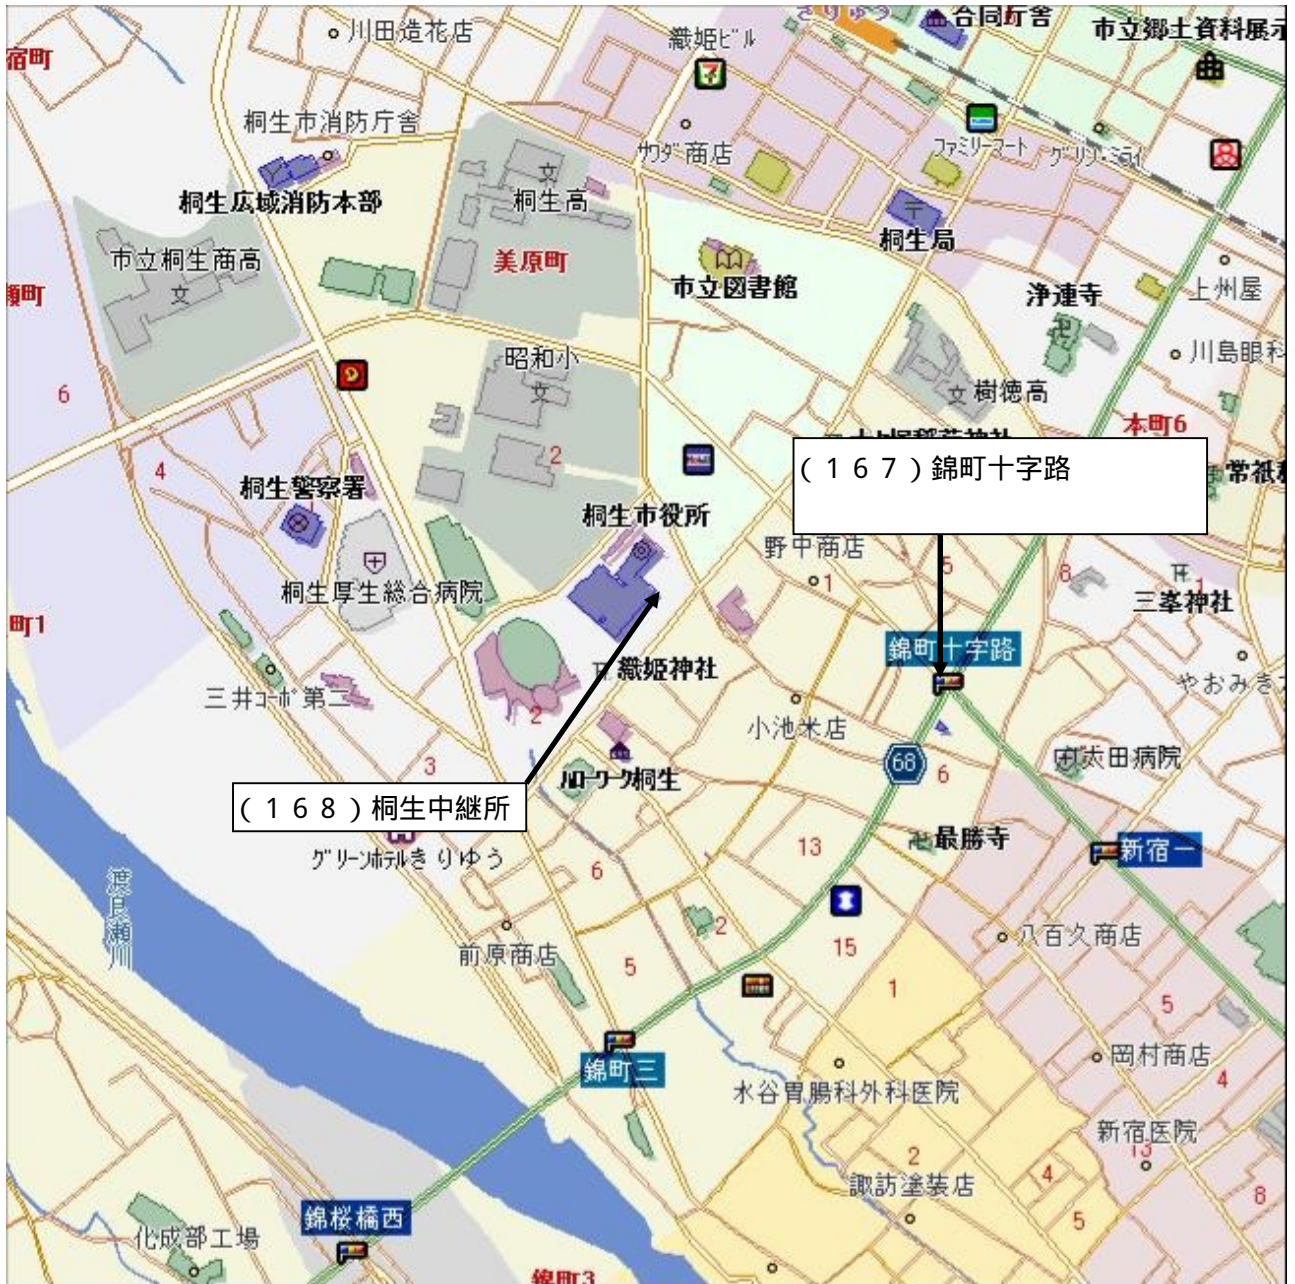 川田造花店
織姫ビル
きりゅう
合同庁舎
市立郷土資料展示
宿町
桐生市消防庁舎
サワダ商店
ファミリーマート
グリン・ミライ
桐生広域消防本部
桐生高
桐生局
市立桐生商高
美原町
市立図書館
浄運寺
上州屋
川島眼科
昭和小
6
樹徳高
本町6
2
4
(167)錦町十字路
常祇
桐生警察署
桐生市役所
野中商店
1
5
8
1
桐生厚生総合病院
三峯神社
町1
錦町十字路
織姫神社
三井コーポ第二
やおみき
2
小池米店
68
太田病院
3
ハローワーク桐生
6
(168)桐生中継所
グリーンホテルきりゆう
13
最勝寺
新宿一
6
渡良瀬川
2
前原商店
5
15
八百久商店
1
5
錦町三
岡村商店
4
水谷胃腸科外科医院
新宿医院
13
2
4
諏訪塗装店
5
8
錦桜橋西
化成部工場
錦町3